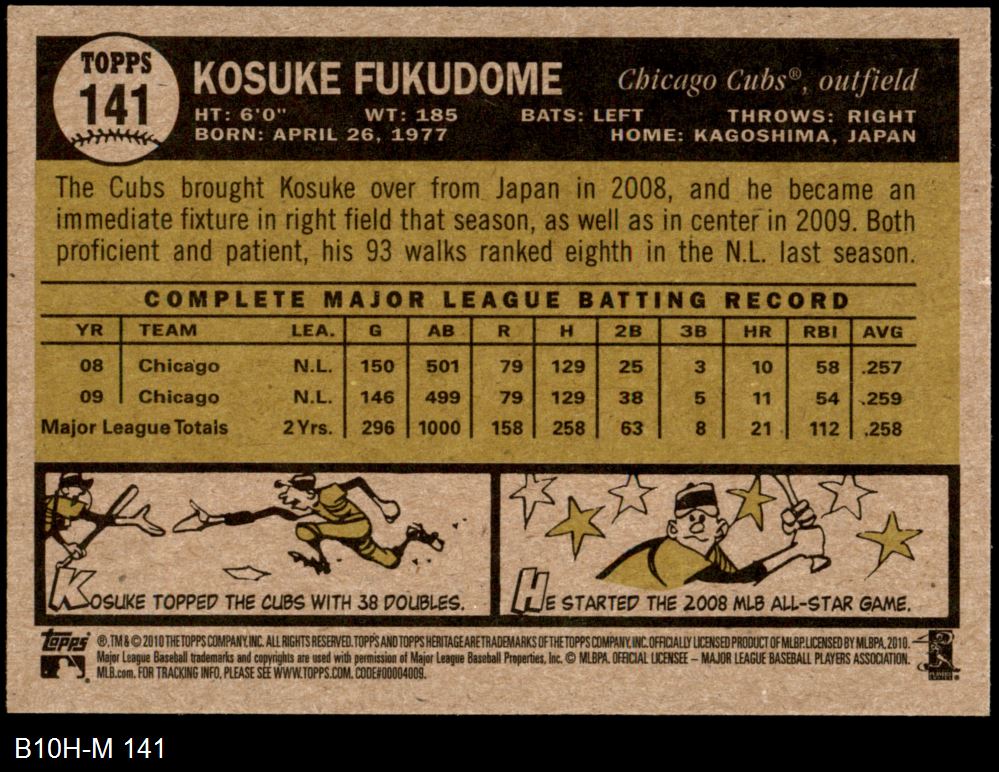 TOPPS
141
KOSUKE FUKUDOME Chicago Cubs®, outfield
HT: 6'0" WT: 185 BATS: LEFT THROWS: RIGHT
BORN: APRIL 26, 1977 HOME: KAGOSHIMA, JAPAN
The Cubs brought Kosuke over from Japan in 2008, and he became an
immediate fixture in right field that season, as well as in center in 2009. Both
proficient and patient, his 93 walks ranked eighth in the N.L. last season.
COMPLETE MAJOR LEAGUE BATTING RECORD
YR TEAM LEA. G AB R H 2B 3B HR RBI AVG
08 Chicago N.L. 150 501 79 129 25 3 10 58 .257
09 Chicago N.L. 146 499 79 129 38 5 11 54 .259
Major League Totals 2 Yrs. 296 1000 158 258 63 8 21 112 .258
KOSUKE TOPPED THE CUBS WITH 38 DOUBLES.
HE STARTED THE 2008 MLB ALL-STAR GAME.
Topps ®, TM & © 2010 THE TOPPS COMPANY, INC. ALL RIGHTS RESERVED. TOPPS AND TOPPS HERITAGE ARE TRADEMARKS OF THE TOPPS COMPANY, INC. OFFICIALLY LICENSED PRODUCT OF MLBP. LICENSED BY MLBPA, 2010.
Major League Baseball trademarks and copyrights are used with permission of Major League Baseball Properties, Inc. © MLBPA. OFFICIAL LICENSEE – MAJOR LEAGUE BASEBALL PLAYERS ASSOCIATION.
MLB.com. FOR TRACKING INFO, PLEASE SEE WWW.TOPPS.COM. CODE#00004009.
B10H-M 141